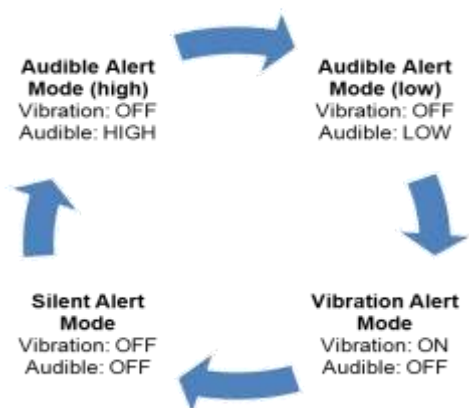 Audible Alert
Mode (high)
Vibration: OFF
Audible: HIGH
Audible Alert
Mode (low)
Vibration: OFF
Audible: LOW
Silent Alert
Mode
Vibration: OFF
Audible: OFF
Vibration Alert
Mode
Vibration: ON
Audible: OFF